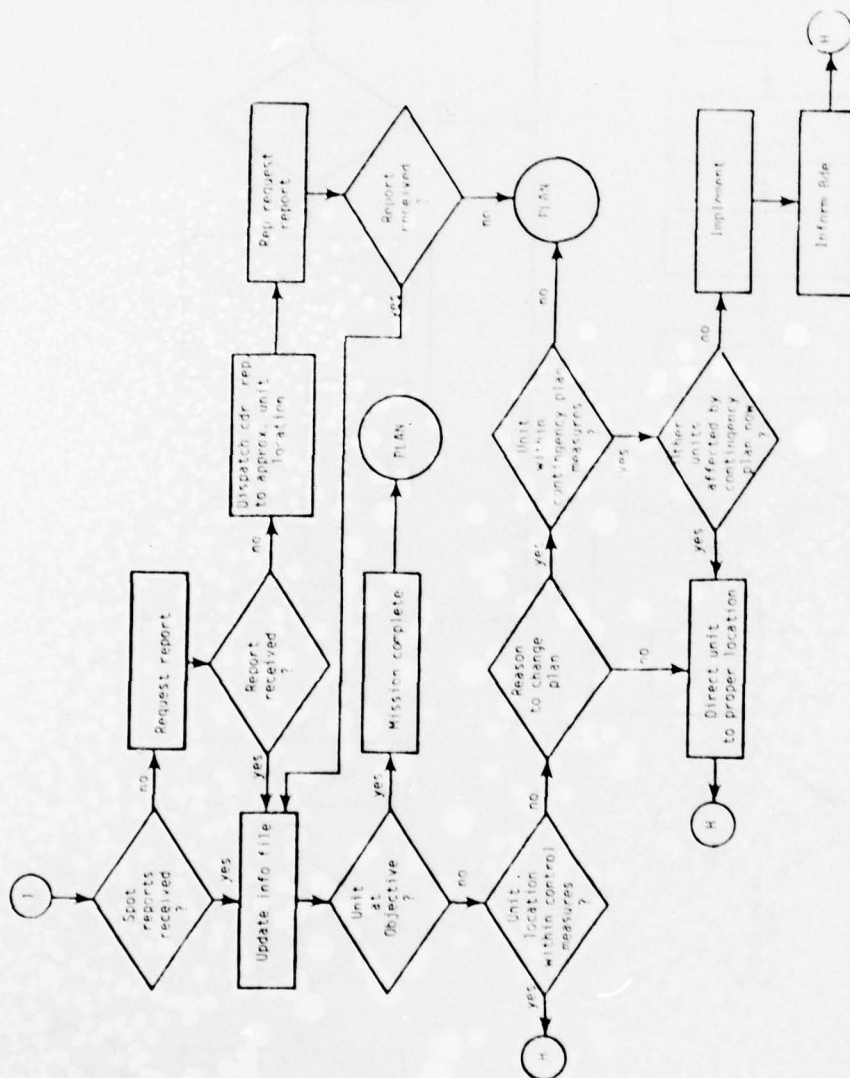 I
Spot
reports
received
?
no
Request report
yes
Report
received
?
no
Dispatch cdr. rep.
to approx. unit
location
Rep request
report
yes
Update info file
Report
received
?
yes
no
PLAN
Unit
at
Objective
?
yes
Mission complete
PLAN
no
Unit
location
within control
measures
?
yes
H
no
Reason
to change
plan
yes
Unit
within
contingency plan
measures
?
no
no
yes
Direct unit
to proper location
H
yes
Other
units
affected by
contingency
plan now
?
no
Implement
Inform Bde
H